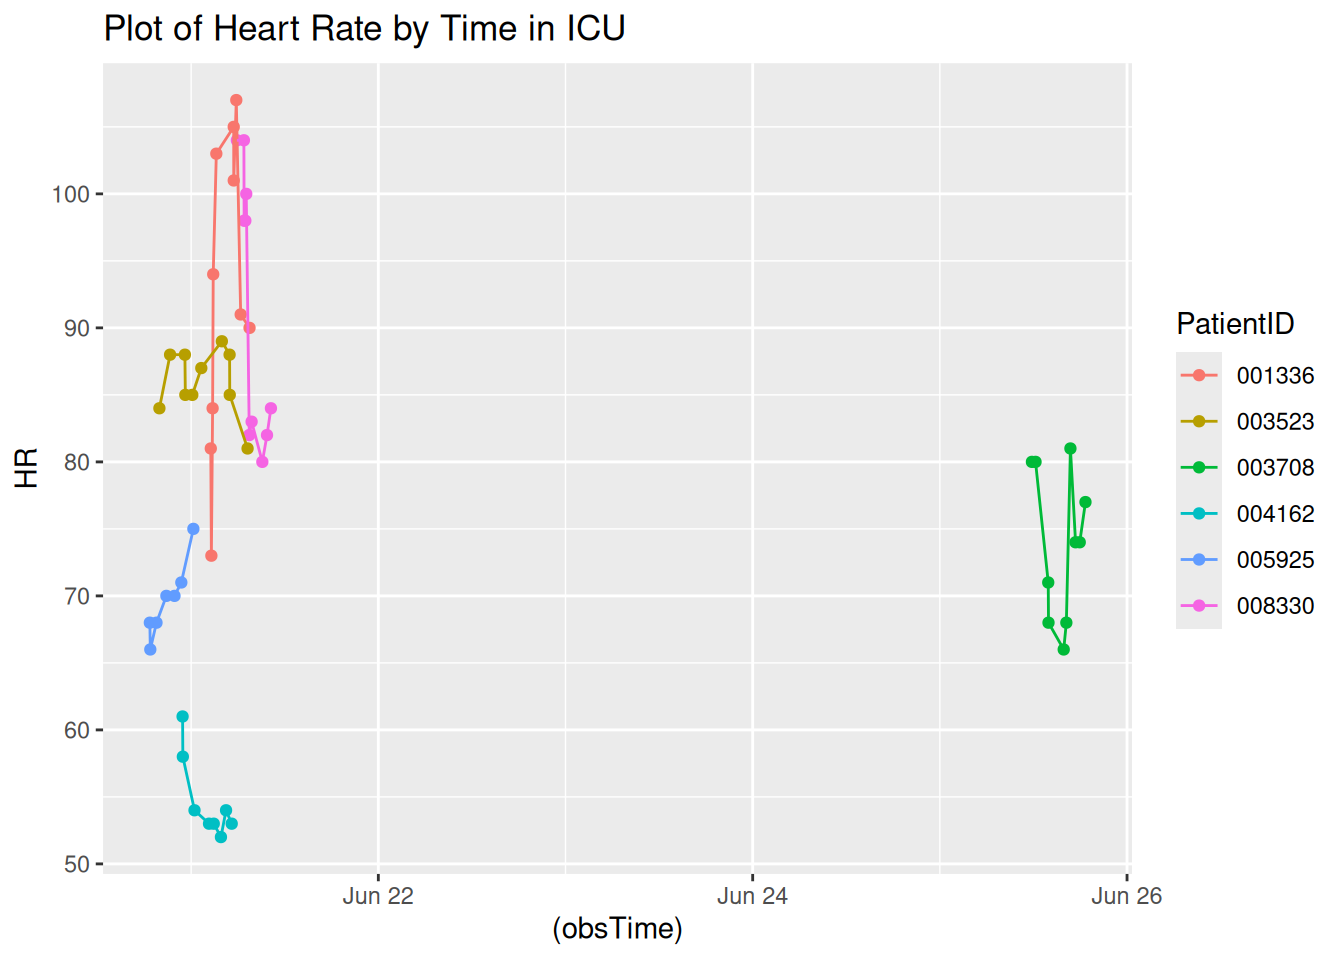 Plot of Heart Rate by Time in ICU
HR
100
90
80
70
60
50
Jun 22
Jun 24
Jun 26
(obsTime)
PatientID
001336
003523
003708
004162
005925
008330